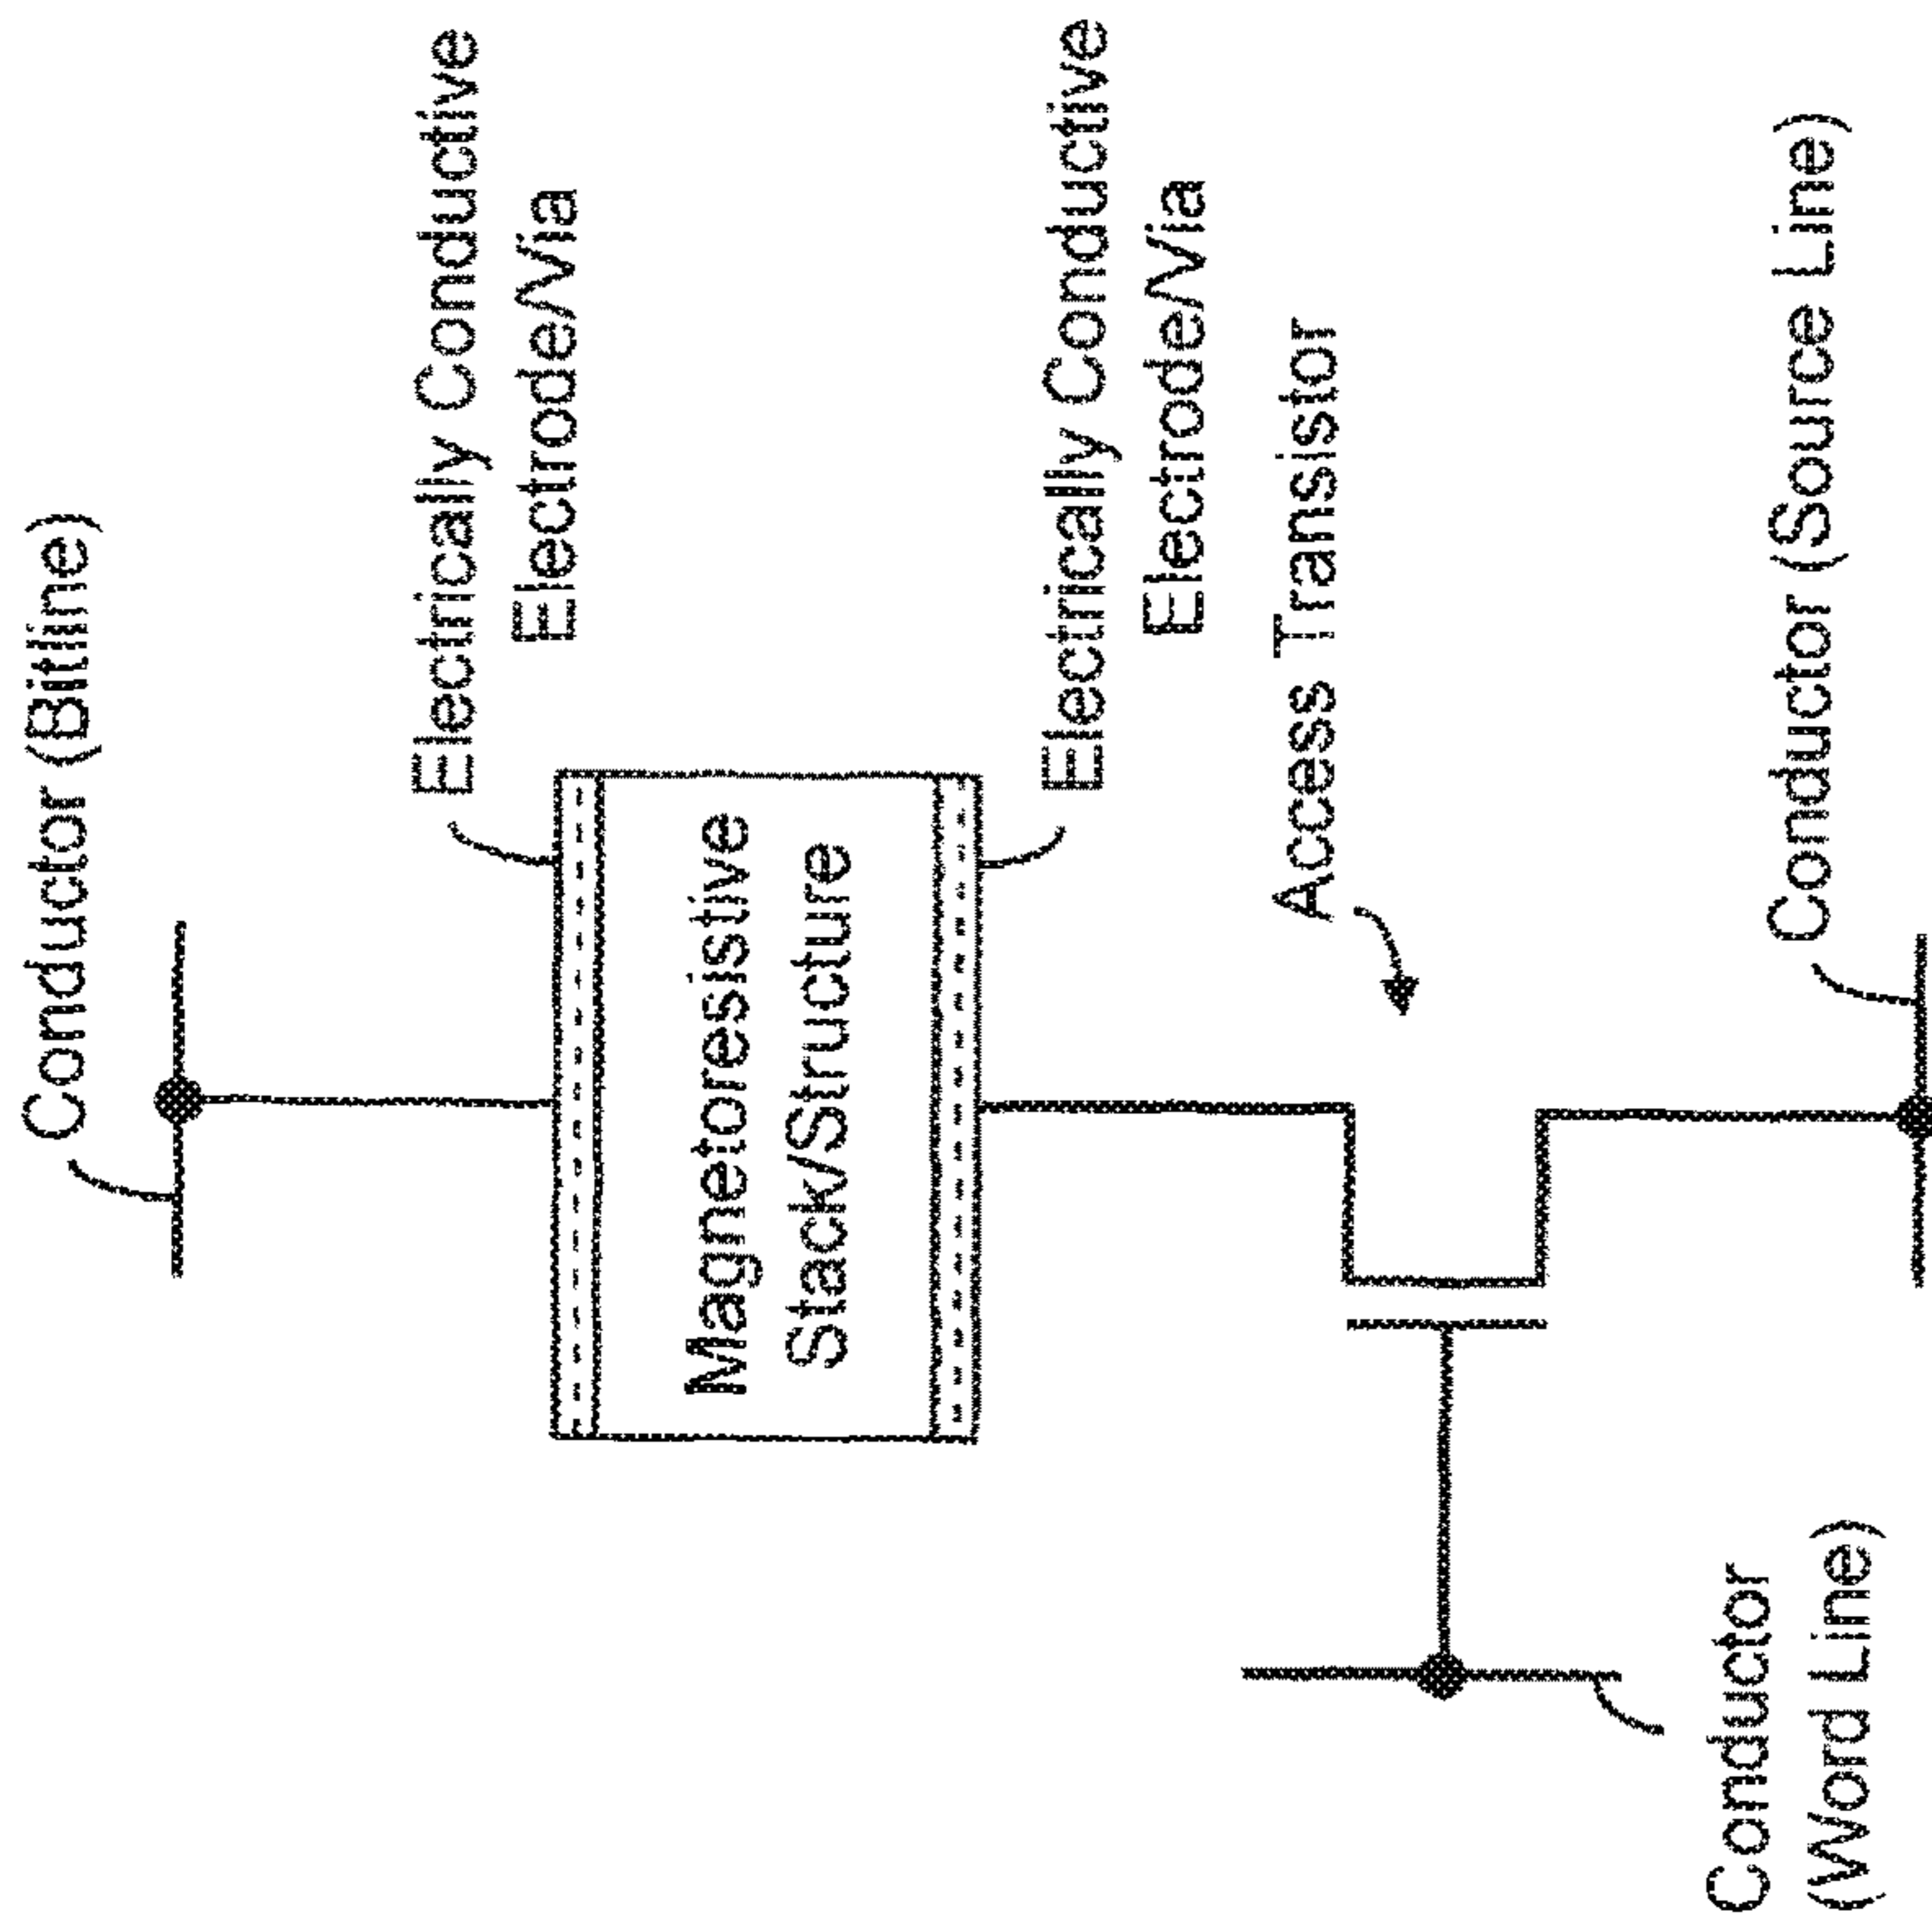 Conductor (Bitline)
Electrically Conductive
Electrode/Via
Magnetoresistive
Stack/Structure
Electrically Conductive
Electrode/Via
Access Transistor
Conductor (Source Line)
Conductor
(Word Line)